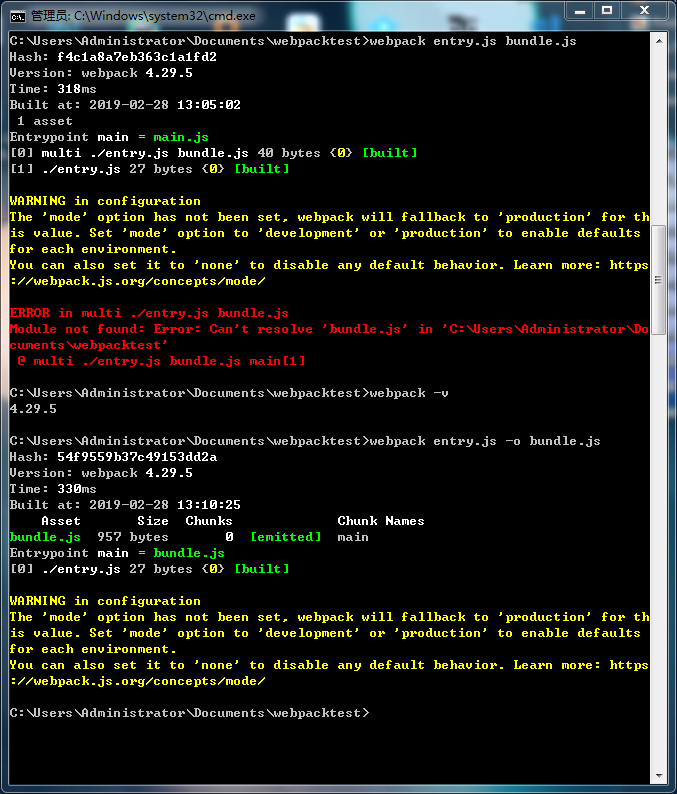 管理员: C:\Windows\system32\cmd.exe
C:\Users\Administrator\Documents\webpacktest>webpack entry.js bundle.js
Hash: f4c1a8a7eb363c1a1fd2
Version: webpack 4.29.5
Time: 318ms
Built at: 2019-02-28 13:05:02
 1 asset
Entrypoint main = main.js
[0] multi ./entry.js bundle.js 40 bytes {0} [built]
[1] ./entry.js 27 bytes {0} [built]
WARNING in configuration
The 'mode' option has not been set, webpack will fallback to 'production' for th
is value. Set 'mode' option to 'development' or 'production' to enable defaults
for each environment.
You can also set it to 'none' to disable any default behavior. Learn more: https
://webpack.js.org/concepts/mode/
ERROR in multi ./entry.js bundle.js
Module not found: Error: Can't resolve 'bundle.js' in 'C:\Users\Administrator\Do
cuments\webpacktest'
 @ multi ./entry.js bundle.js main[1]
C:\Users\Administrator\Documents\webpacktest>webpack -v
4.29.5
C:\Users\Administrator\Documents\webpacktest>webpack entry.js -o bundle.js
Hash: 54f9559b37c49153dd2a
Version: webpack 4.29.5
Time: 330ms
Built at: 2019-02-28 13:10:25
    Asset       Size  Chunks             Chunk Names
bundle.js  957 bytes       0  [emitted]  main
Entrypoint main = bundle.js
[0] ./entry.js 27 bytes {0} [built]
WARNING in configuration
The 'mode' option has not been set, webpack will fallback to 'production' for th
is value. Set 'mode' option to 'development' or 'production' to enable defaults
for each environment.
You can also set it to 'none' to disable any default behavior. Learn more: https
://webpack.js.org/concepts/mode/
C:\Users\Administrator\Documents\webpacktest>